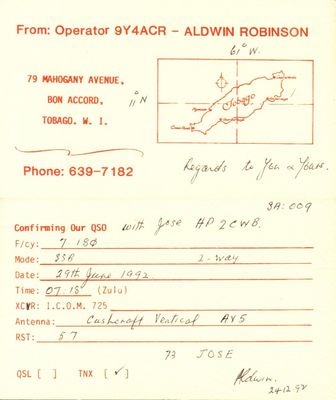 From: Operator 9Y4ACR - ALDWIN ROBINSON
61° W.
79 MAHOGANY AVENUE,
BON ACCORD,
TOBAGO. W. I.
11° N
Tobago
Phone: 639-7182
Regards to You & Yours.
SA:009
Confirming Our QSO with Jose HP2CWB.
F/cy: 7.180
Mode: SSB 2-way
Date: 29th June 1992
Time: 07:18 (Zulu)
XCVR: I.C.O.M. 725
Antenna: Cushcraft Vertical AV5
RST: 57
73 JOSE
QSL [ ] TNX [✓]
Aldwin.
24.12.92